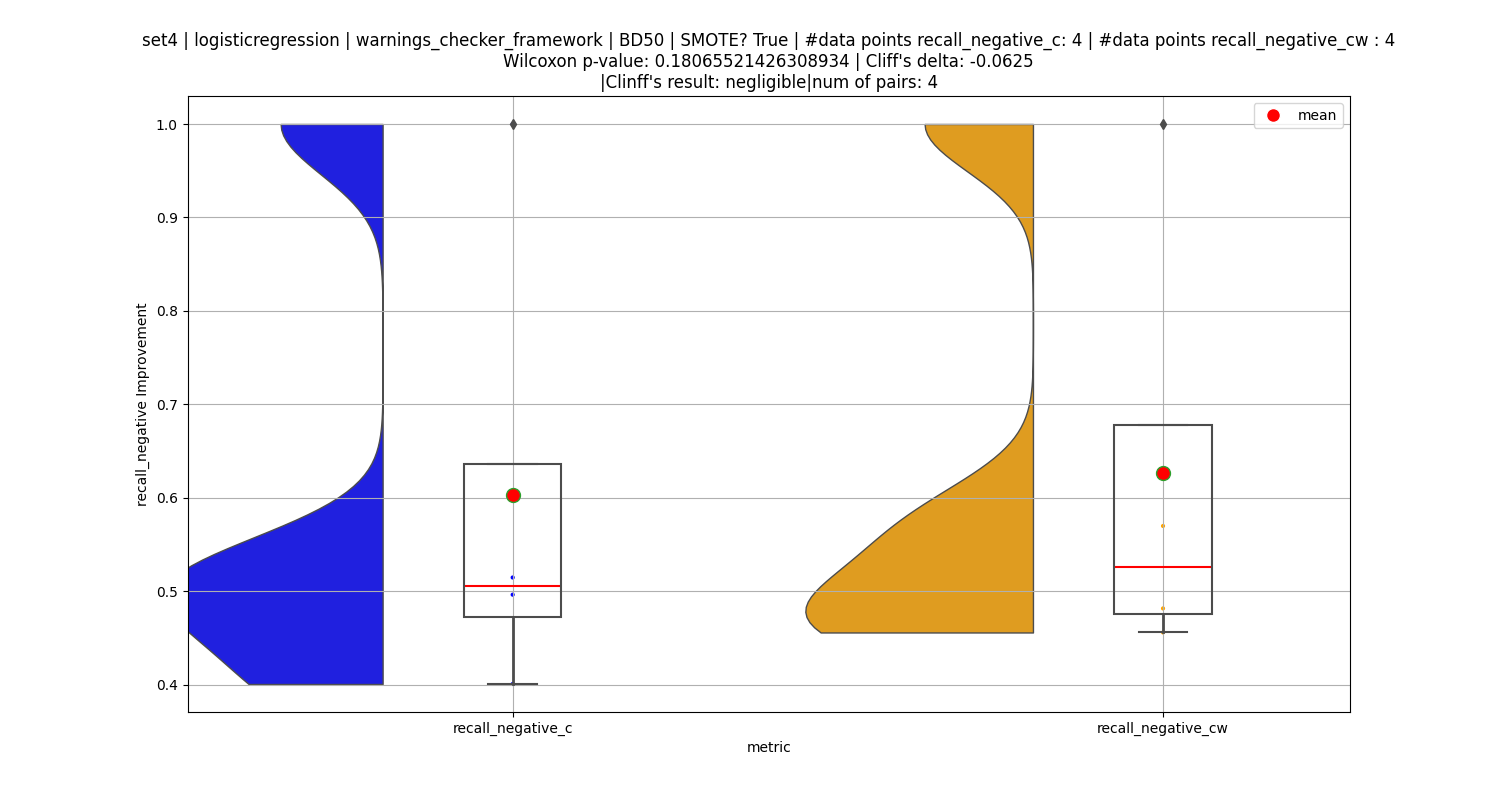 set4 | logisticregression | warnings_checker_framework | BD50 | SMOTE? True | #data points recall_negative_c: 4 | #data points recall_negative_cw : 4
Wilcoxon p-value: 0.18065521426308934 | Cliff's delta: -0.0625
|Clinff's result: negligible|num of pairs: 4
mean
1.0
0.9
0.8
0.7
0.6
0.5
0.4
recall_negative Improvement
recall_negative_c
recall_negative_cw
metric